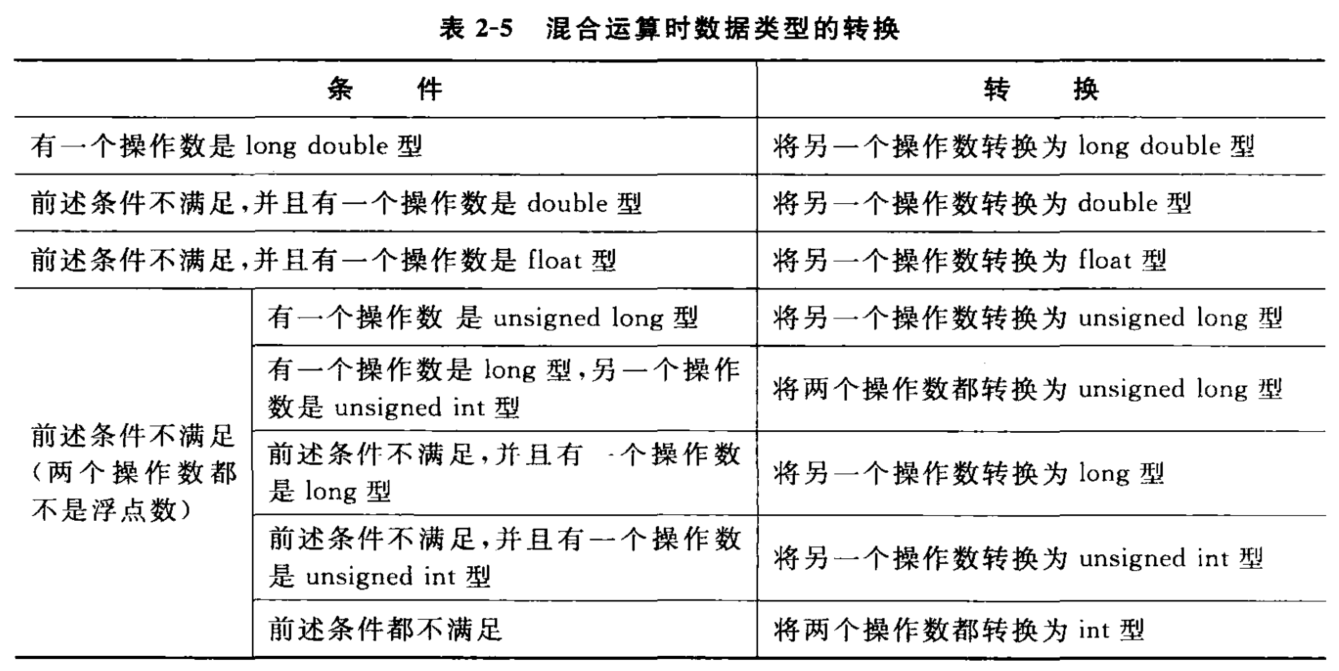 表 2-5 混合运算时数据类型的转换
条 件 转 换
有一个操作数是 long double 型 将另一个操作数转换为 long double 型
前述条件不满足,并且有一个操作数是 double 型 将另一个操作数转换为 double 型
前述条件不满足,并且有一个操作数是 float 型 将另一个操作数转换为 float 型
前述条件不满足
(两个操作数都
不是浮点数)
有一个操作数 是 unsigned long 型 将另一个操作数转换为 unsigned long 型
有一个操作数是 long 型,另一个操作
数是 unsigned int 型
将两个操作数都转换为 unsigned long 型
前述条件不满足,并且有一个操作数
是 long 型
将另一个操作数转换为 long 型
前述条件不满足,并且有一个操作数
是 unsigned int 型
将另一个操作数转换为 unsigned int 型
前述条件都不满足 将两个操作数都转换为 int 型